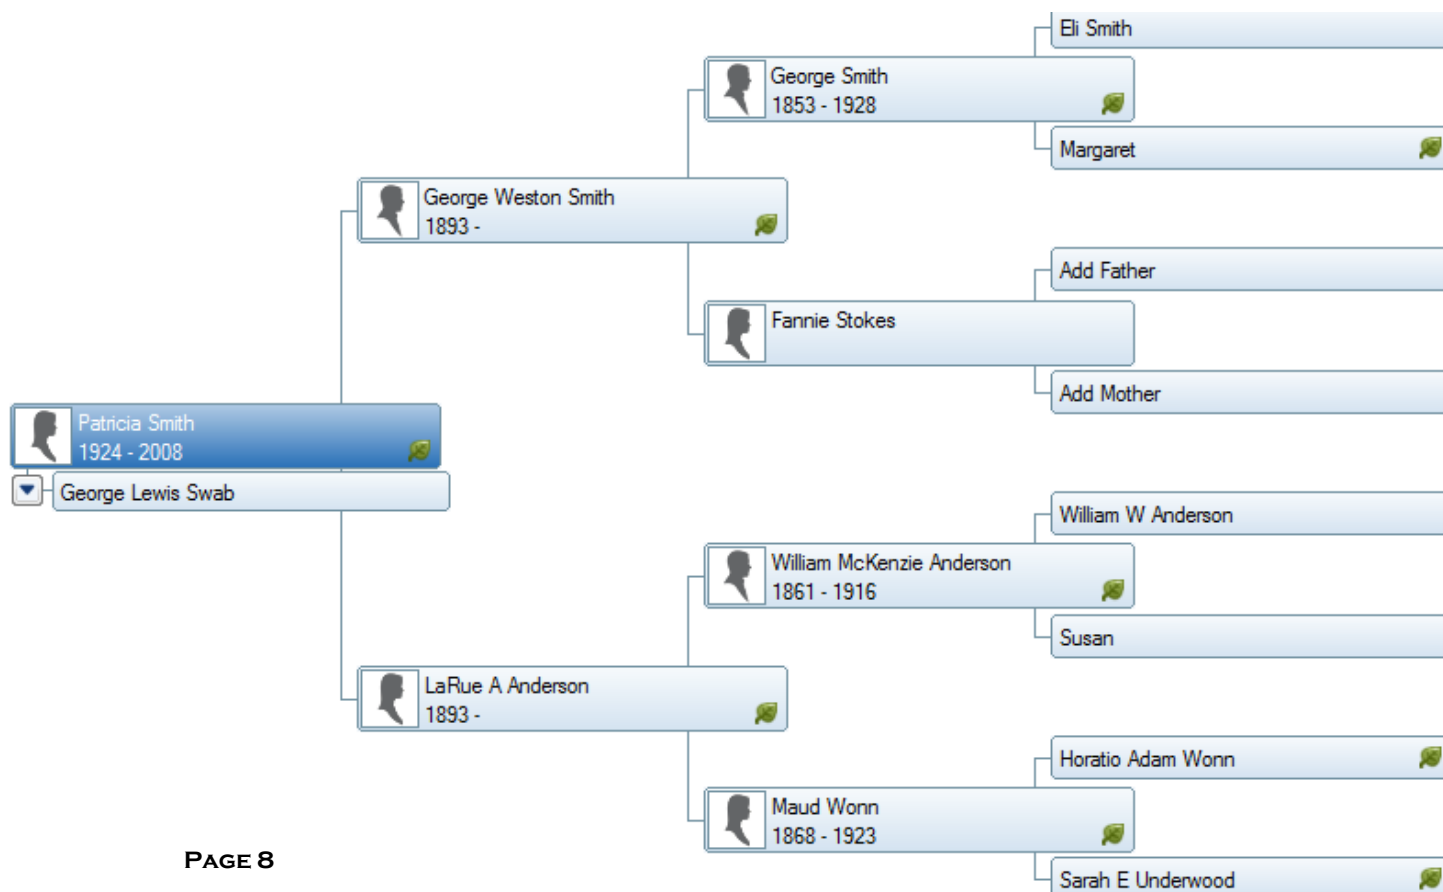 Eli Smith
George Smith
1853 - 1928
Margaret
George Weston Smith
1893 -
Add Father
Fannie Stokes
Add Mother
Patricia Smith
1924 - 2008
George Lewis Swab
William W Anderson
William McKenzie Anderson
1861 - 1916
Susan
LaRue A Anderson
1893 -
Horatio Adam Wonn
Maud Wonn
1868 - 1923
Sarah E Underwood
PAGE 8